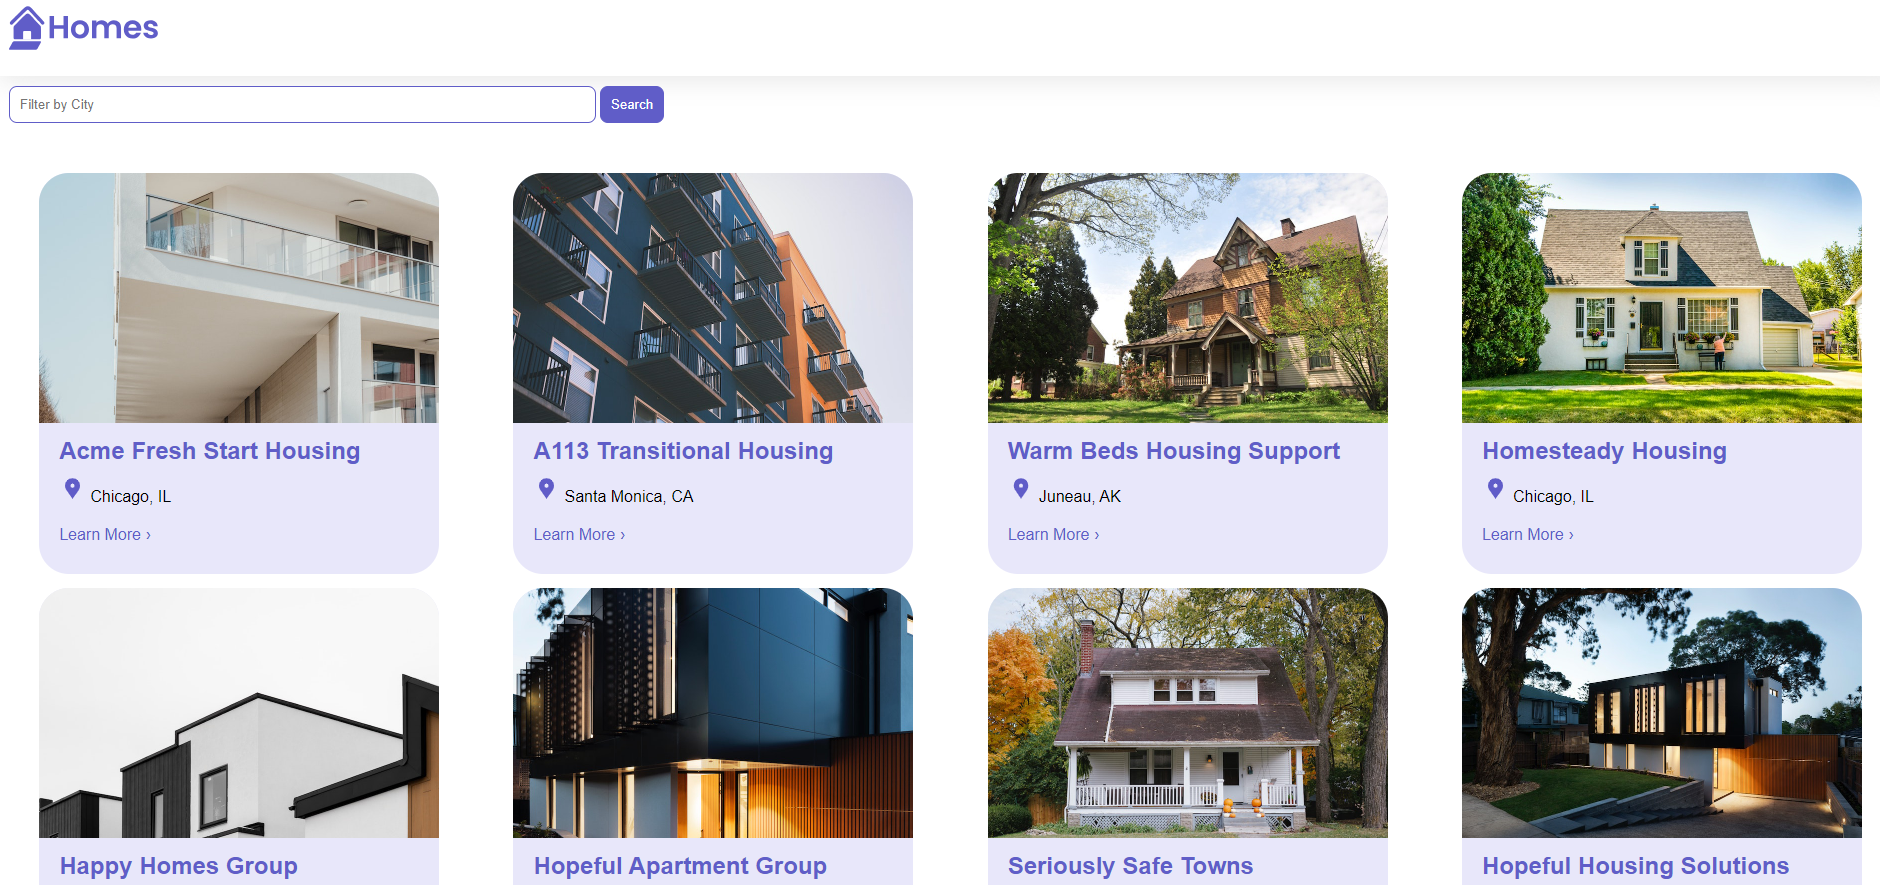 Homes
Filter by City
Search
Acme Fresh Start Housing
Chicago, IL
Learn More ›
A113 Transitional Housing
Santa Monica, CA
Learn More ›
Warm Beds Housing Support
Juneau, AK
Learn More ›
Homesteady Housing
Chicago, IL
Learn More ›
Happy Homes Group
Hopeful Apartment Group
Seriously Safe Towns
Hopeful Housing Solutions